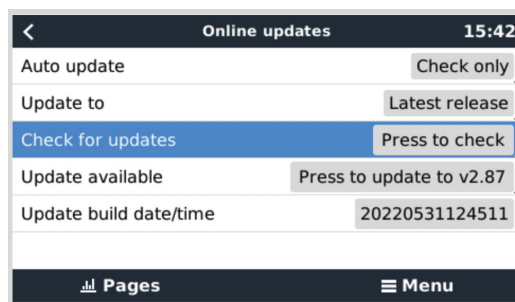 Online updates 15:42
Auto update Check only
Update to Latest release
Check for updates Press to check
Update available Press to update to v2.87
Update build date/time 20220531124511
Pages Menu